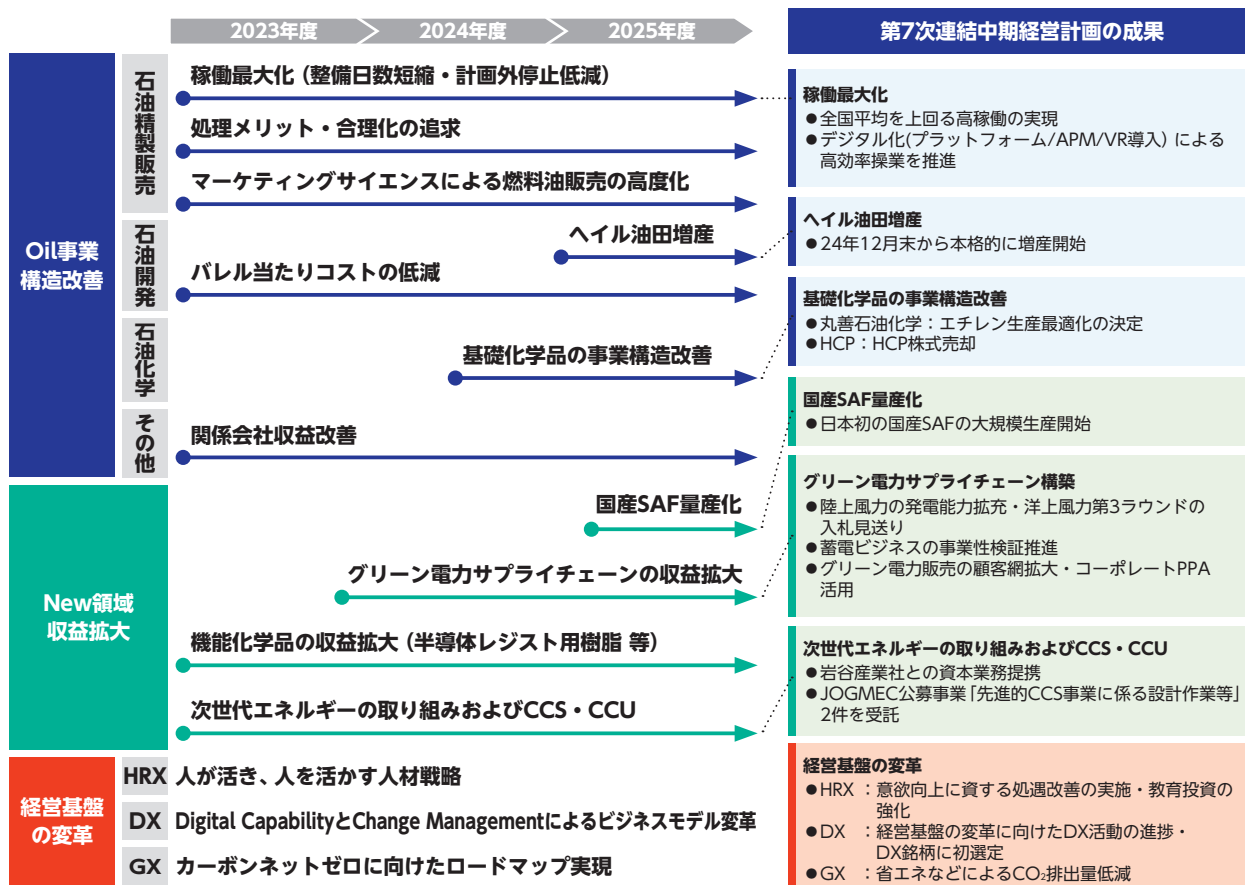 2023年度
2024年度
2025年度
第7次連結中期経営計画の成果
Oil事業
構造改善
石油精製販売
稼働最大化（整備日数短縮・計画外停止低減）
処理メリット・合理化の追求
マーケティングサイエンスによる燃料油販売の高度化
石油開発
ヘイル油田増産
バレル当たりコストの低減
石油化学
基礎化学品の事業構造改善
その他
関係会社収益改善
New領域
収益拡大
国産SAF量産化
グリーン電力サプライチェーンの収益拡大
機能化学品の収益拡大（半導体レジスト用樹脂 等）
次世代エネルギーの取り組みおよびCCS・CCU
経営基盤
の変革
HRX 人が活き、人を活かす人材戦略
DX Digital CapabilityとChange Managementによるビジネスモデル変革
GX カーボンネットゼロに向けたロードマップ実現
稼働最大化
●全国平均を上回る高稼働の実現
●デジタル化(プラットフォーム/APM/VR導入）による
高効率操業を推進
ヘイル油田増産
●24年12月末から本格的に増産開始
基礎化学品の事業構造改善
●丸善石油化学：エチレン生産最適化の決定
●HCP：HCP株式売却
国産SAF量産化
●日本初の国産SAFの大規模生産開始
グリーン電力サプライチェーン構築
●陸上風力の発電能力拡充・洋上風力第3ラウンドの
入札見送り
●蓄電ビジネスの事業性検証推進
●グリーン電力販売の顧客網拡大・コーポレートPPA
活用
次世代エネルギーの取り組みおよびCCS・CCU
●岩谷産業社との資本業務提携
●JOGMEC公募事業「先進的CCS事業に係る設計作業等」
2件を受託
経営基盤の変革
●HRX ：意欲向上に資する処遇改善の実施・教育投資の
強化
●DX ：経営基盤の変革に向けたDX活動の進捗・
DX銘柄に初選定
●GX ：省エネなどによるCO₂排出量低減